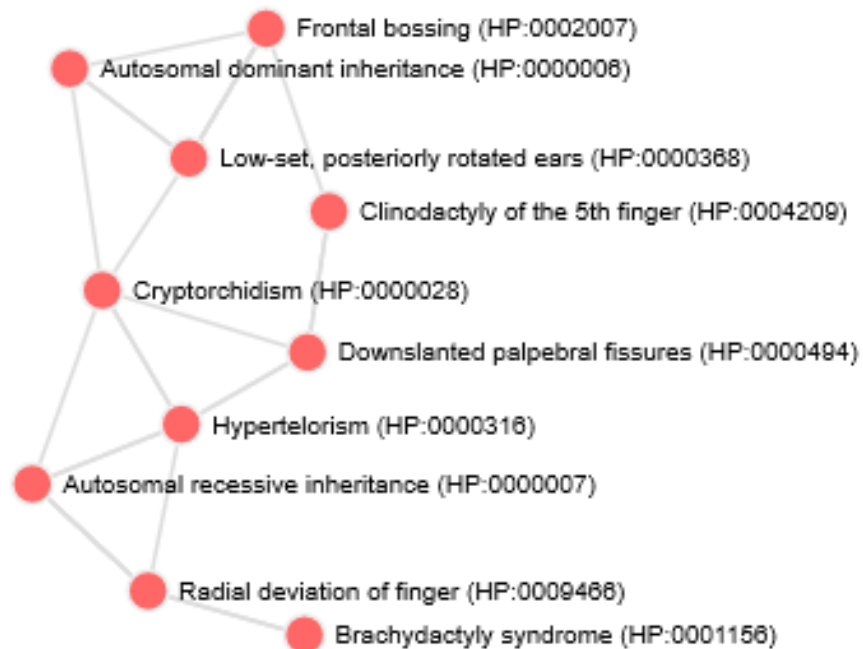 Frontal bossing (HP:0002007)
Autosomal dominant inheritance (HP:0000006)
Low-set, posteriorly rotated ears (HP:0000368)
Clinodactyly of the 5th finger (HP:0004209)
Cryptorchidism (HP:0000028)
Downslanted palpebral fissures (HP:0000494)
Hypertelorism (HP:0000316)
Autosomal recessive inheritance (HP:0000007)
Radial deviation of finger (HP:0009466)
Brachydactyly syndrome (HP:0001156)